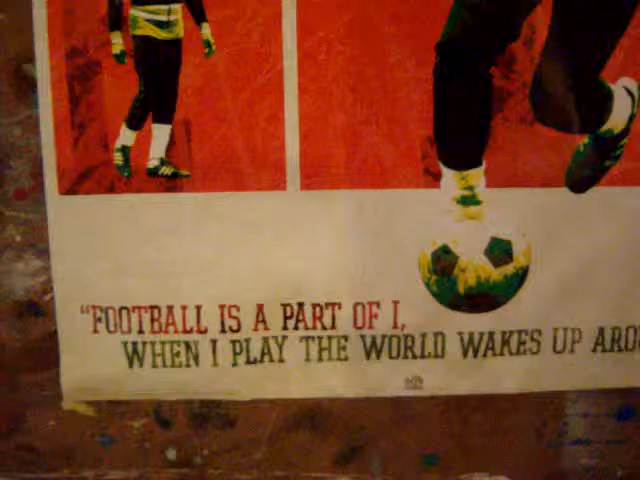 “FOOTBALL IS A PART OF I,
WHEN I PLAY THE WORLD WAKES UP